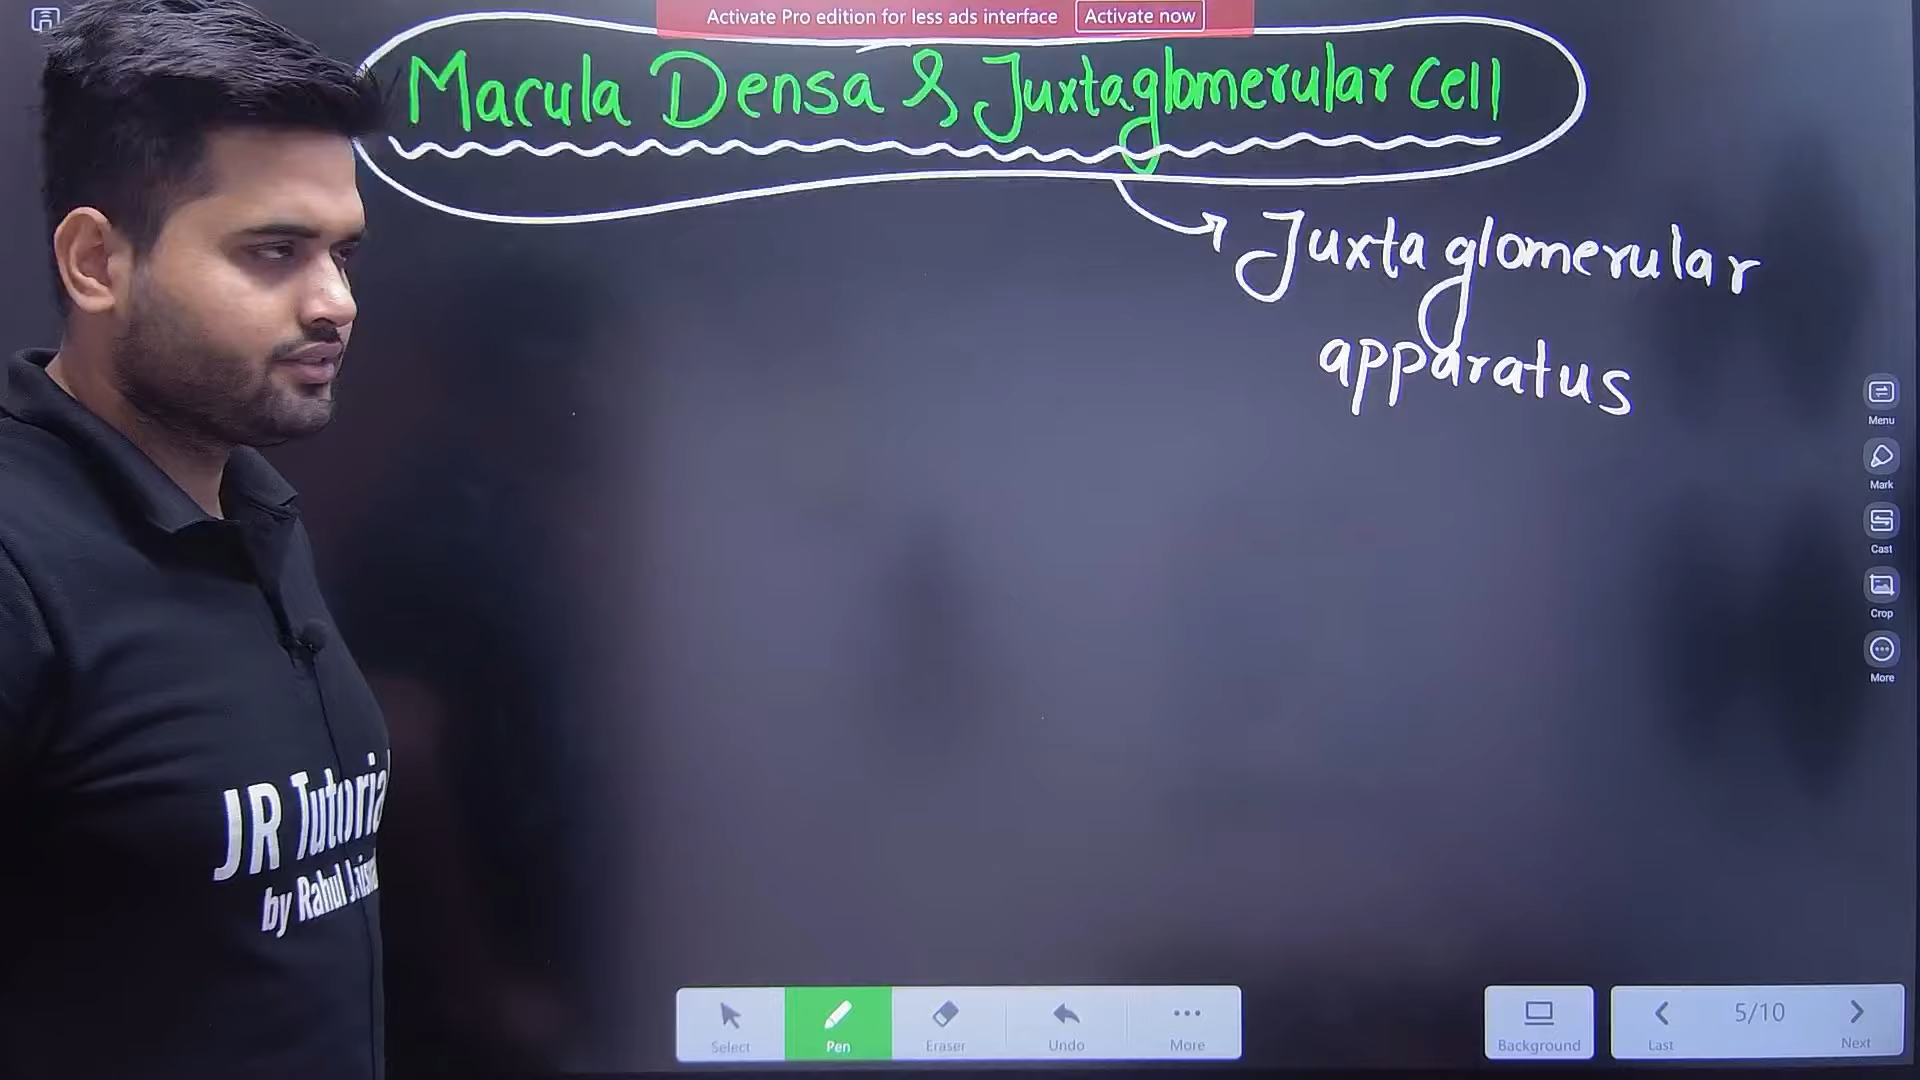 Activate Pro edition for less ads interface Activate now
Macula Densa & Juxtaglomerular cell
Juxta glomerular
apparatus
Menu
Mark
Cast
Crop
More
JR Tutorial
by Rahul
Select Pen Eraser Undo More Background Last 5/10 Next